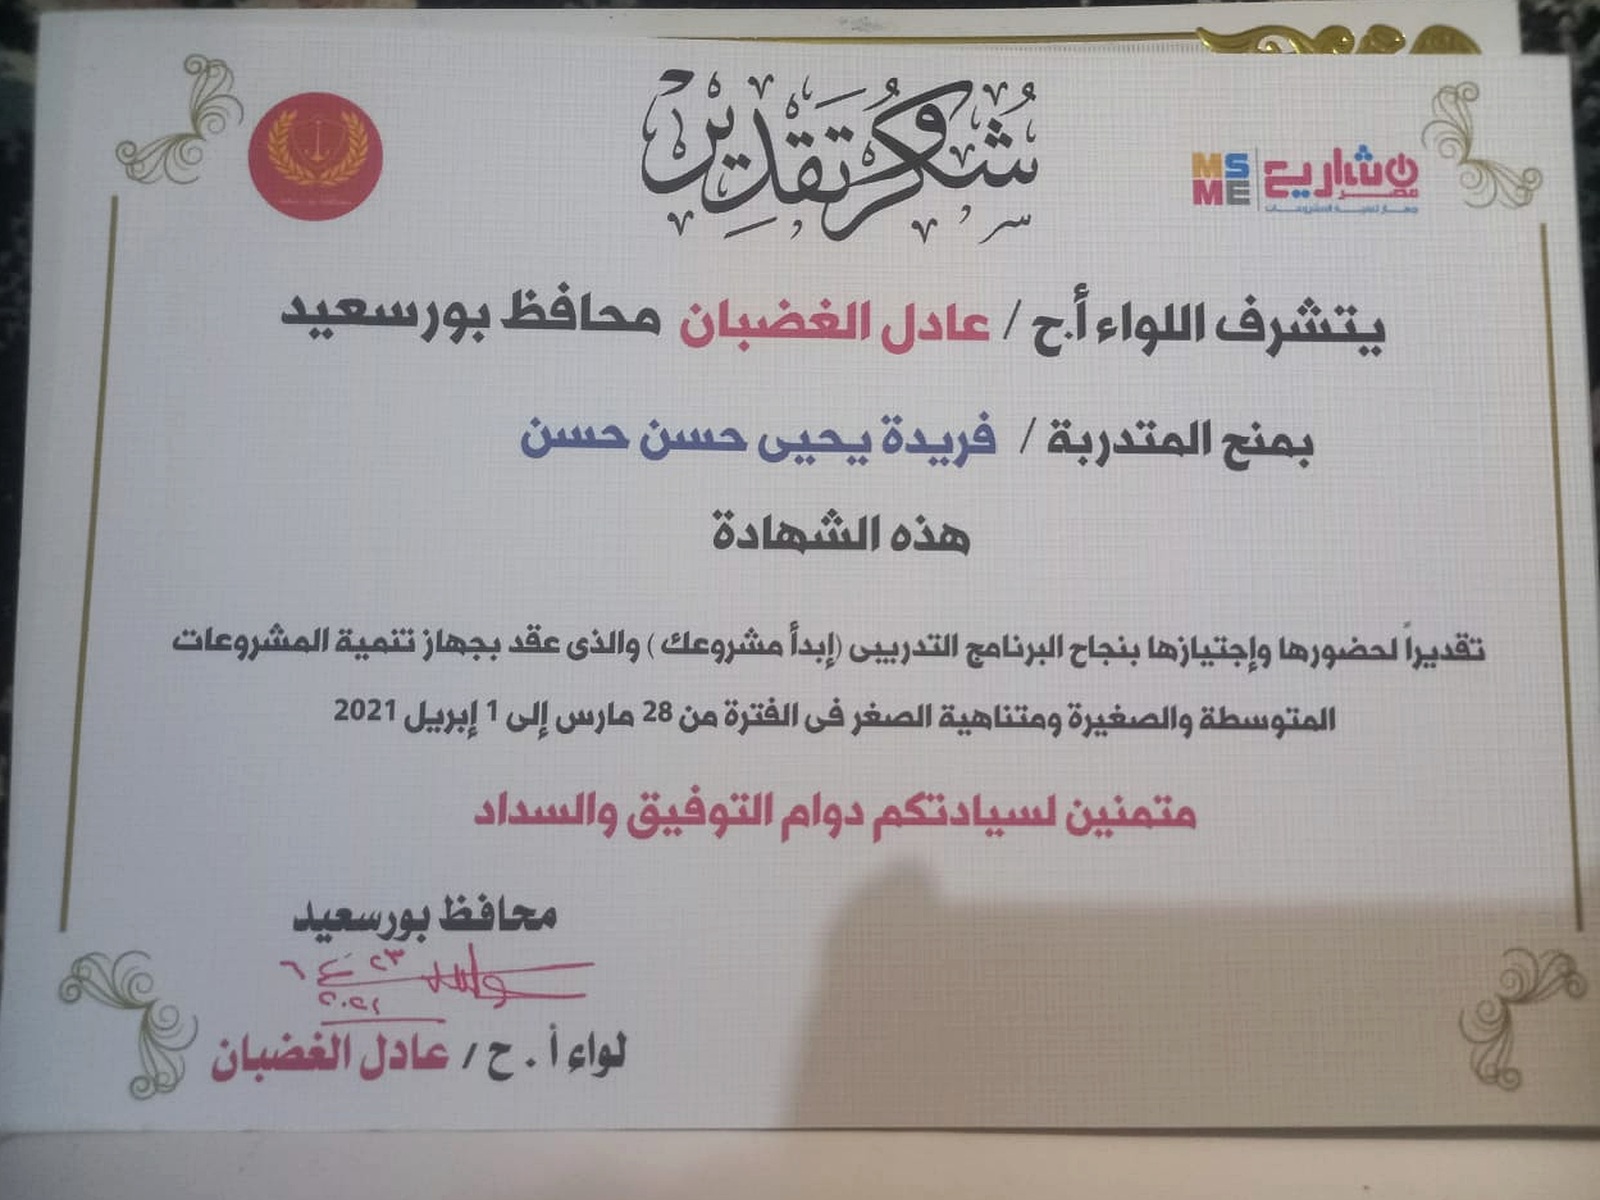 شكر وتقدير
MSME
مشاريع مصر
يتشرف اللواء أ.ح / عادل الغضبان محافظ بورسعيد
بمنح المتدربة / فريدة يحيى حسن حسن
هذه الشهادة
تقديراً لحضورها وإجتيازها بنجاح البرنامج التدريبى (إبدأ مشروعك) والذى عقد بجهاز تنمية المشروعات
المتوسطة والصغيرة ومتناهية الصغر فى الفترة من 28 مارس إلى 1 إبريل 2021
متمنين لسيادتكم دوام التوفيق والسداد
محافظ بورسعيد
٢٠٢١
لواء أ . ح / عادل الغضبان